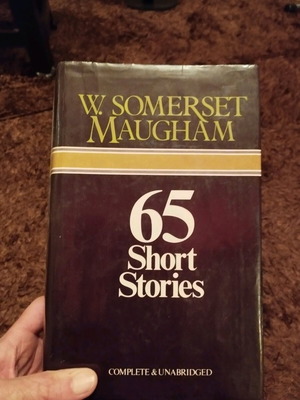 W. SOMERSET
MAUGHAM
65
Short
Stories
COMPLETE & UNABRIDGED